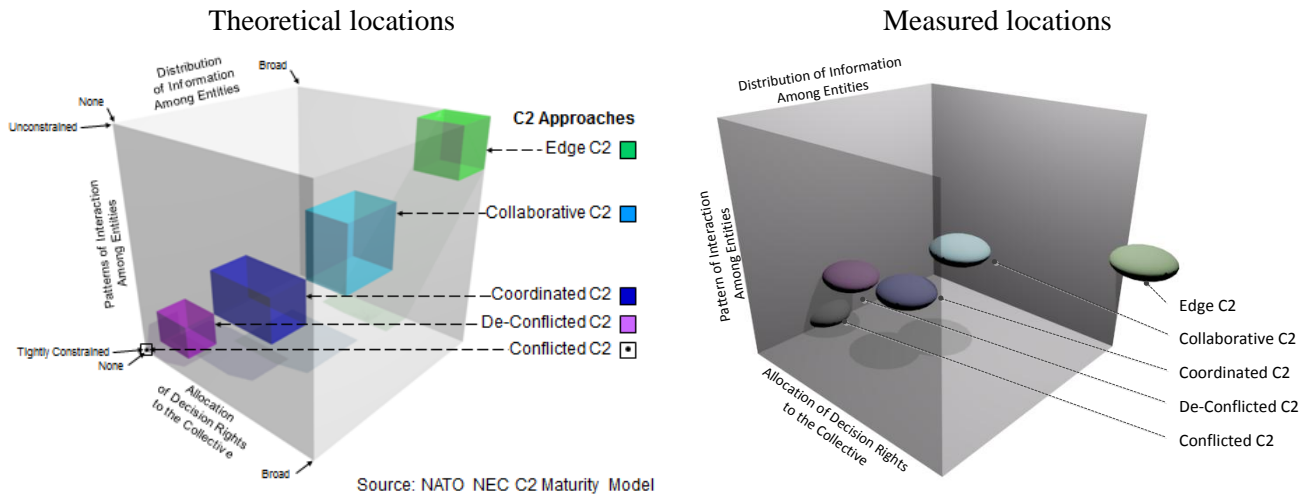 Theoretical locations
Distribution
of Information
Among Entities
Broad
None
Unconstrained
C2 Approaches
Edge C2
Collaborative C2
Patterns of Interaction
Among Entities
Coordinated C2
De-Conflicted C2
Conflicted C2
Tightly Constrained
None
Allocation
of Decision Rights
to the Collective
Broad
Source: NATO NEC C2 Maturity Model
Measured locations
Distribution of Information
Among Entities
Pattern of Interaction
Among Entities
Edge C2
Collaborative C2
Coordinated C2
De-Conflicted C2
Conflicted C2
Allocation of Decision Rights
to the Collective